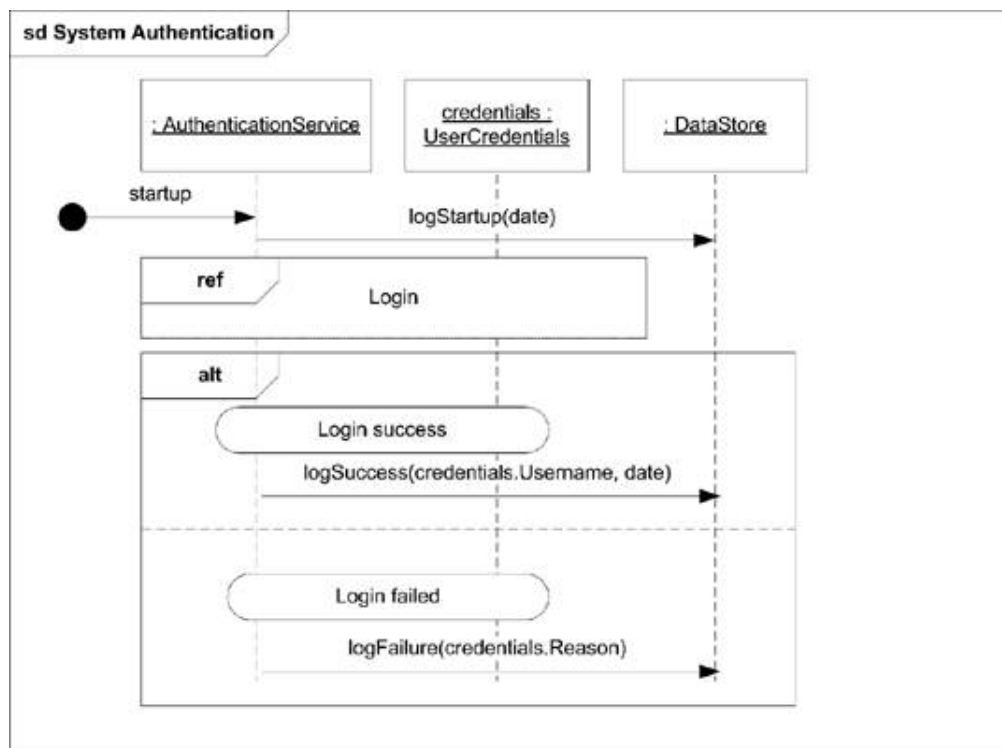 sd System Authentication
: AuthenticationService
credentials :
UserCredentials
: DataStore
startup
logStartup(date)
ref
Login
alt
Login success
logSuccess(credentials.Username, date)
Login failed
logFailure(credentials.Reason)